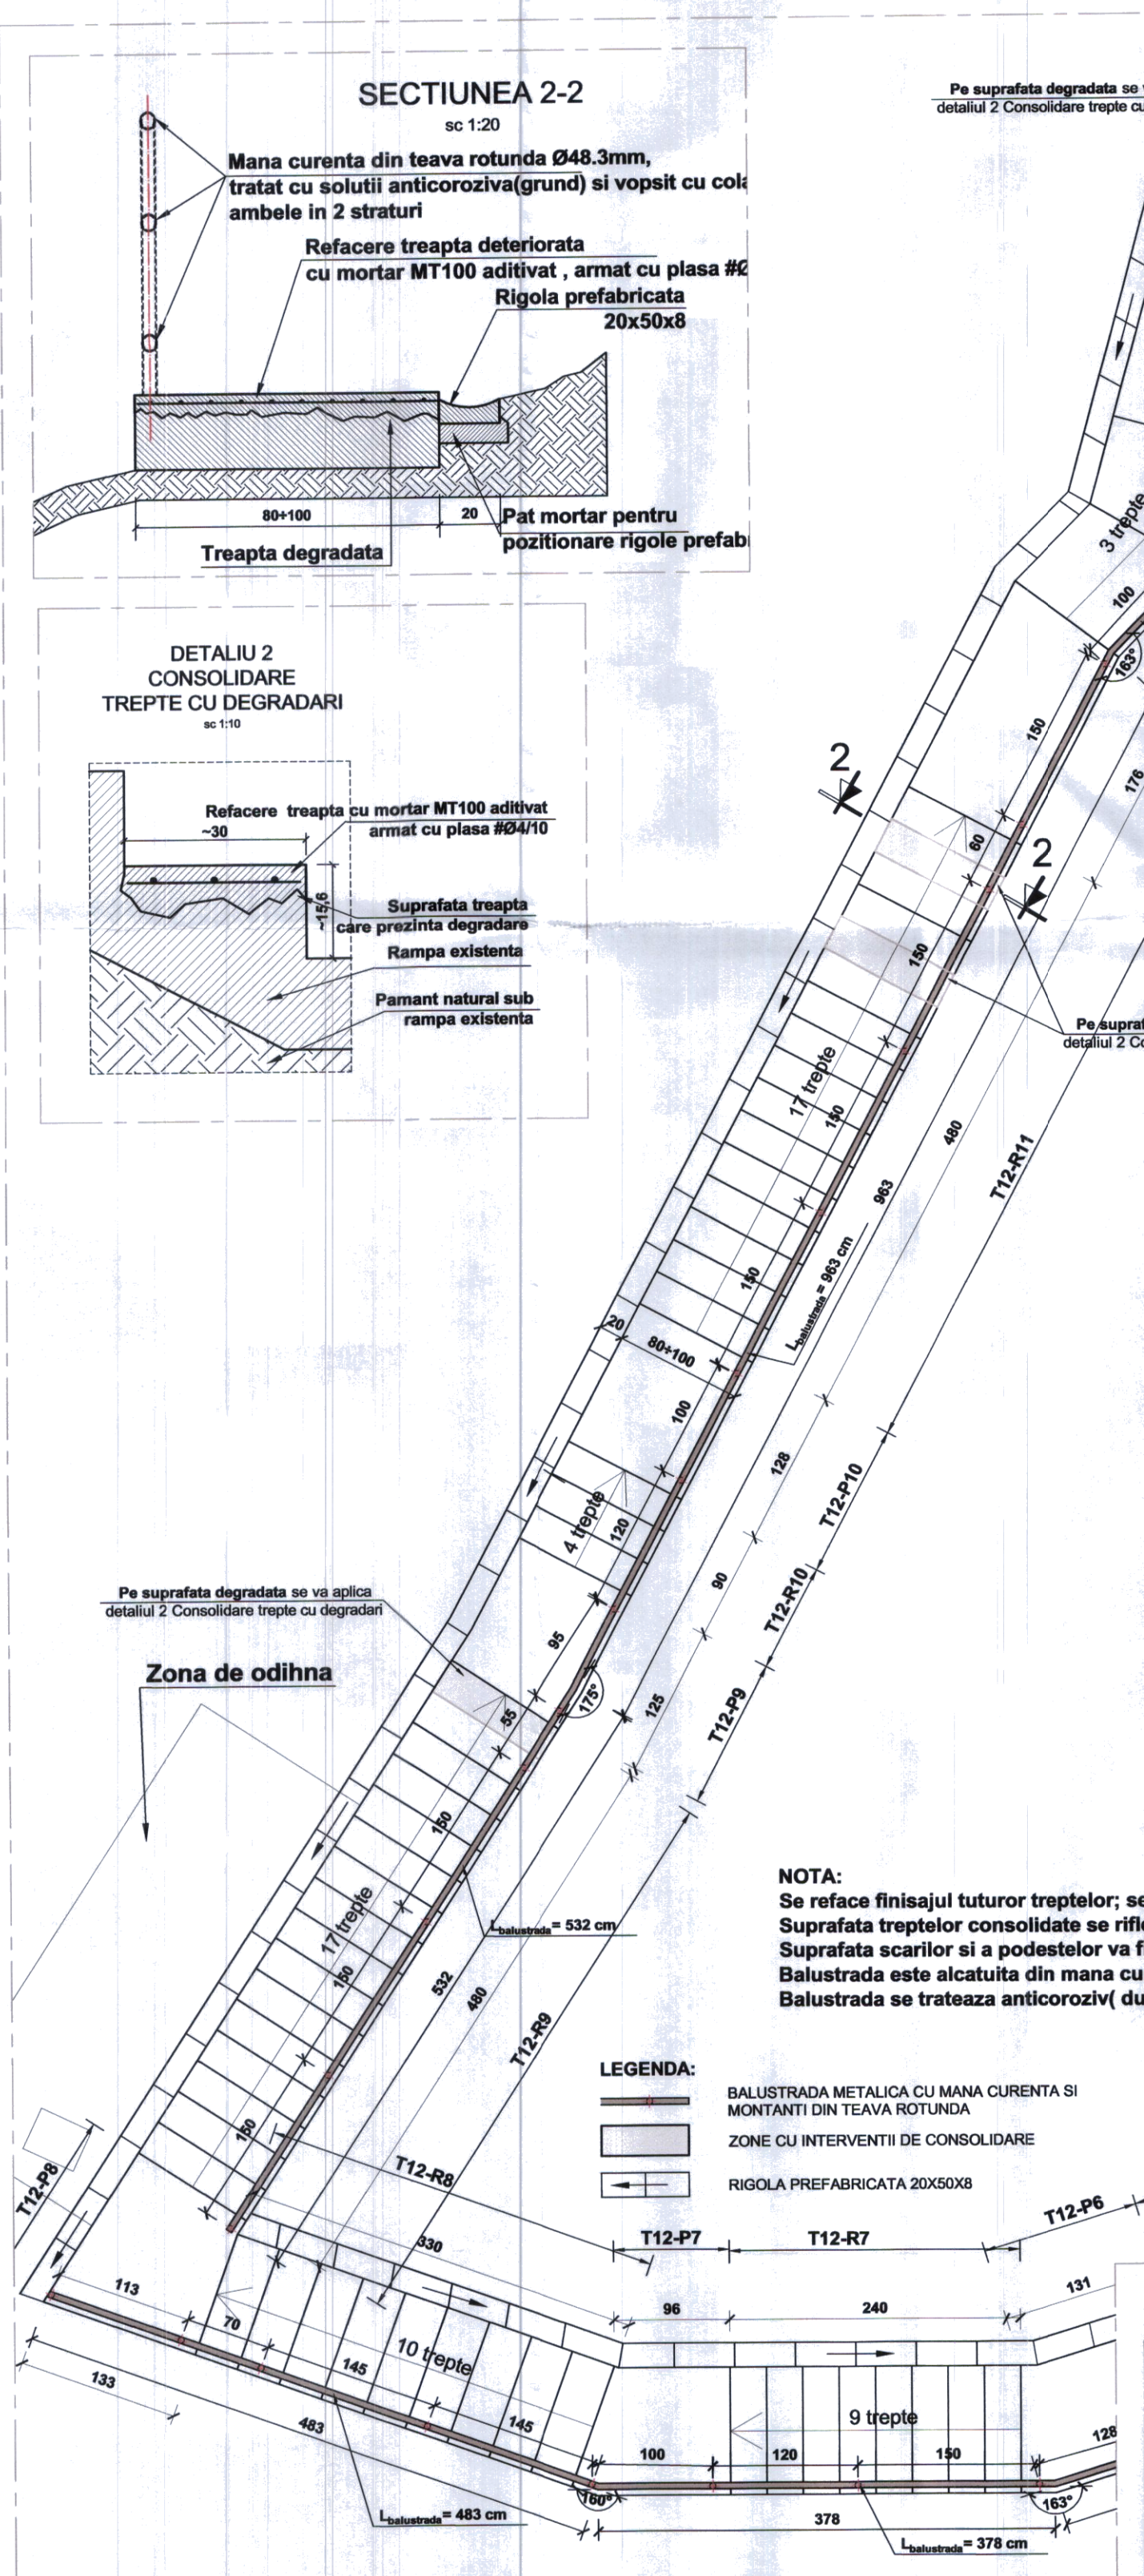 SECTIUNEA 2-2
sc 1:20
Mana curenta din teava rotunda Ø48.3mm,
tratat cu solutii anticoroziva(grund) si vopsit cu
ambele in 2 straturi
Refacere treapta deteriorata
cu mortar MT100 aditivat , armat cu plasa
Rigola prefabricata
20x50x8
80÷100
20
Pat mortar pentru
pozitionare rigole
Treapta degradata
Pe suprafata degradata se
detaliul 2 Consolidare trepte
DETALIU 2
CONSOLIDARE
TREPTE CU DEGRADARI
sc 1:10
Refacere treapta cu mortar MT100 aditivat
armat cu plasa #Ø4/10
~30
~15,6
Suprafata treapta
care prezinta degradare
Rampa existenta
Pamant natural sub
rampa existenta
3 trepte
100
163°
150
176
2
2
60
150
Pe
detaliul 2
17 trepte
150
480
T12-R11
963
150
L balustrada = 963 cm
20
80÷100
100
128
T12-P10
4 trepte
120
90
T12-R10
Pe suprafata degradata se va aplica
detaliul 2 Consolidare trepte cu degradari
95
Zona de odihna
175°
55
125
T12-P9
150
17 trepte
L balustrada = 532 cm
150
532
480
T12-R9
150
NOTA:
Se reface finisajul tuturor treptelor;
Suprafata treptelor consolidate se
Suprafata scarilor si a podestelor va
Balustrada este alcatuita din mana
Balustrada se trateaza anticoroziv(
LEGENDA:
BALUSTRADA METALICA CU MANA CURENTA SI
MONTANTI DIN TEAVA ROTUNDA
ZONE CU INTERVENTII DE CONSOLIDARE
RIGOLA PREFABRICATA 20X50X8
T12-P8
T12-R8
T12-P7
T12-R7
T12-P6
330
113
70
96
240
131
10 trepte
145
145
133
483
9 trepte
100
120
150
128
160°
163°
L balustrada = 483 cm
378
L balustrada = 378 cm